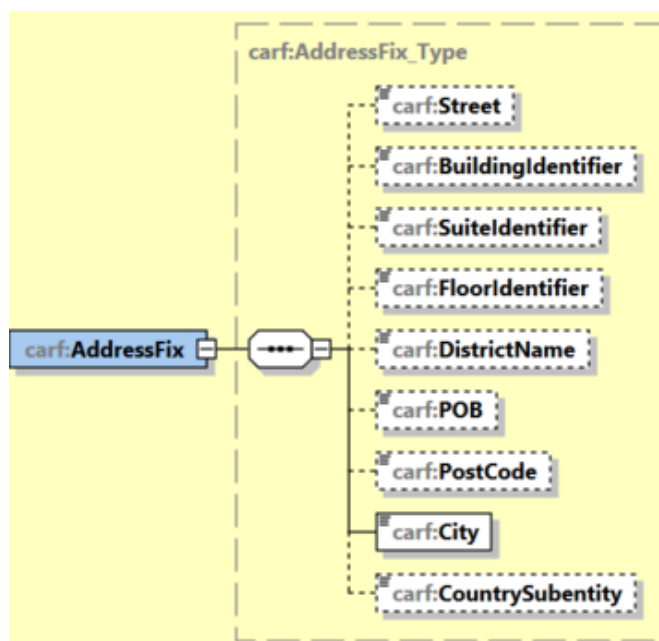 carf:AddressFix_Type
carf:Street
carf:BuildingIdentifier
carf:SuiteIdentifier
carf:FloorIdentifier
carf:AddressFix
carf:DistrictName
carf:POB
carf:PostCode
carf:City
carf:CountrySubentity